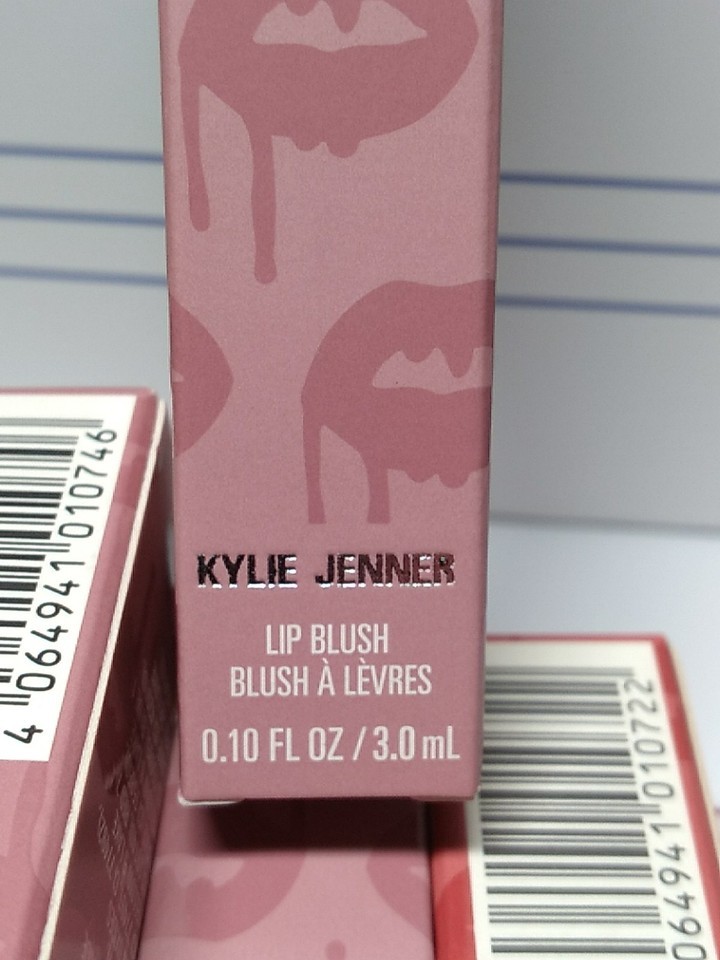 KYLIE JENNER
LIP BLUSH
BLUSH À LÈVRES
0.10 FL OZ / 3.0 mL
4 064941 010746
064941 010722